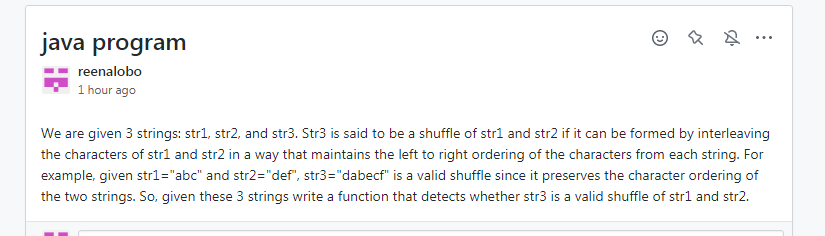 java program
reenalobo
1 hour ago
We are given 3 strings: str1, str2, and str3. Str3 is said to be a shuffle of str1 and str2 if it can be formed by interleaving
the characters of str1 and str2 in a way that maintains the left to right ordering of the characters from each string. For
example, given str1="abc" and str2="def", str3="dabecf" is a valid shuffle since it preserves the character ordering of
the two strings. So, given these 3 strings write a function that detects whether str3 is a valid shuffle of str1 and str2.